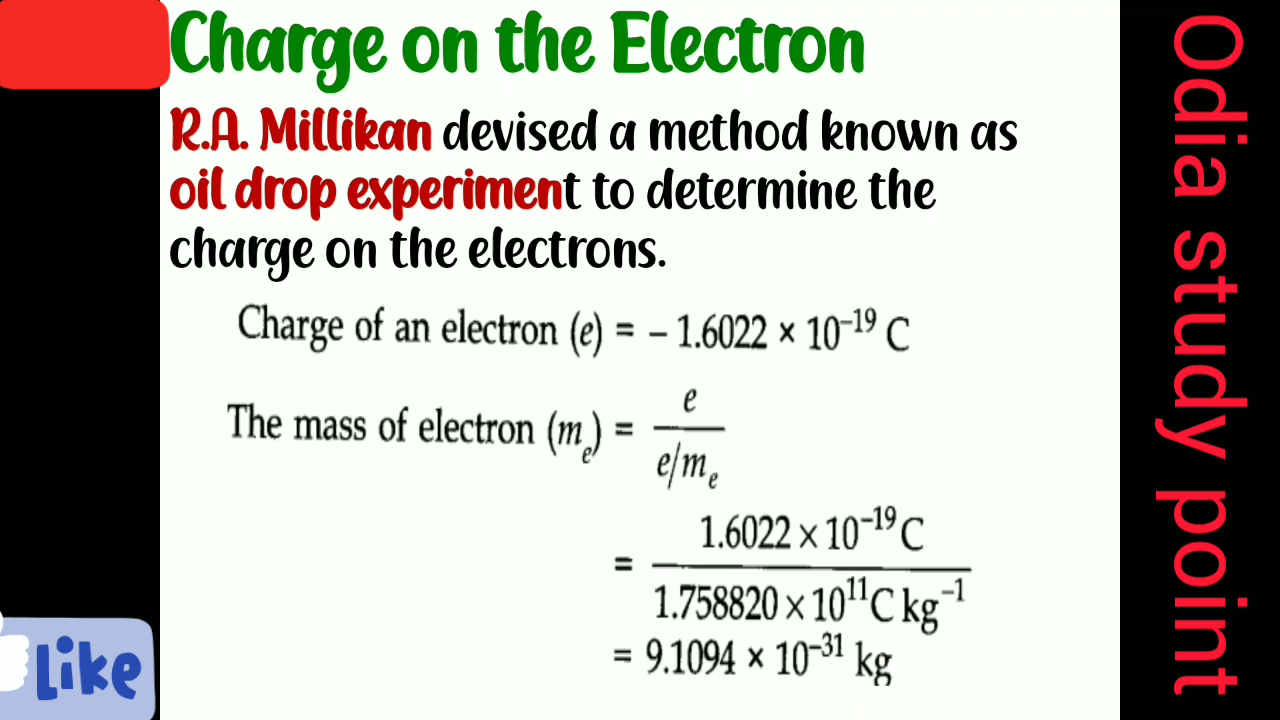 Charge on the Electron
R.A. Millikan devised a method known as
oil drop experiment to determine the
charge on the electrons.
Charge of an electron (e) = – 1.6022 × 10⁻¹⁹ C
The mass of electron (mₑ) = e / e/mₑ
= 1.6022 × 10⁻¹⁹ C / 1.758820 × 10¹¹ C kg⁻¹
= 9.1094 × 10⁻³¹ kg
Like
Odia study point